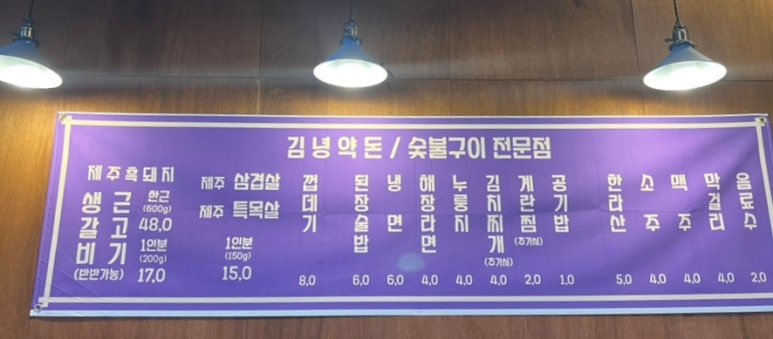 김녕약돈 / 숯불구이 전문점
제주흑돼지
생갈비
근고기
(반반가능)
한근
(600g)
48,0
1인분
(200g)
17,0
제주 삼겹살
제주 특목살
1인분
(150g)
15,0
껍데기
8,0
된장술밥
6,0
냉면
6,0
해장라면
4,0
누룽지
4,0
김치찌개
(추가시)
4,0
계란찜
(추가시)
2,0
공기밥
1,0
한라산
5,0
소주
4,0
맥주
4,0
막걸리
4,0
음료수
2,0